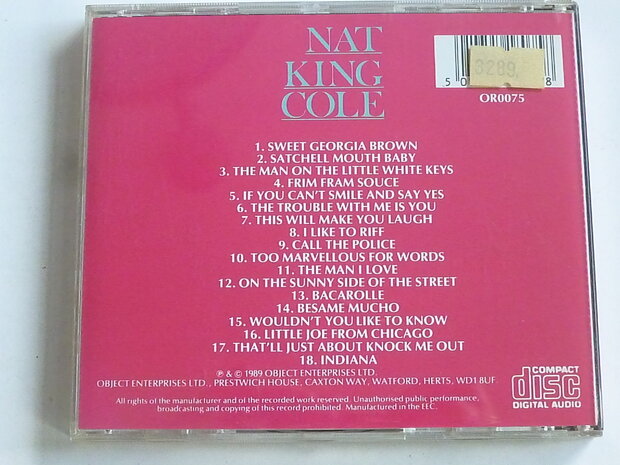 NAT
KING
COLE
3289,
5 8
OR0075
1. SWEET GEORGIA BROWN
2. SATCHELL MOUTH BABY
3. THE MAN ON THE LITTLE WHITE KEYS
4. FRIM FRAM SOUCE
5. IF YOU CAN'T SMILE AND SAY YES
6. THE TROUBLE WITH ME IS YOU
7. THIS WILL MAKE YOU LAUGH
8. I LIKE TO RIFF
9. CALL THE POLICE
10. TOO MARVELLOUS FOR WORDS
11. THE MAN I LOVE
12. ON THE SUNNY SIDE OF THE STREET
13. BACAROLLE
14. BESAME MUCHO
15. WOULDN'T YOU LIKE TO KNOW
16. LITTLE JOE FROM CHICAGO
17. THAT'LL JUST ABOUT KNOCK ME OUT
18. INDIANA
℗ & © 1989 OBJECT ENTERPRISES LTD.
OBJECT ENTERPRISES LTD., PRESTWICH HOUSE, CAXTON WAY, WATFORD, HERTS, WD1 8UF.
All rights of the manufacturer and of the recorded work reserved. Unauthorised public performance,
broadcasting and copying of this record prohibited. Manufactured in the EEC.
COMPACT
disc
DIGITAL AUDIO